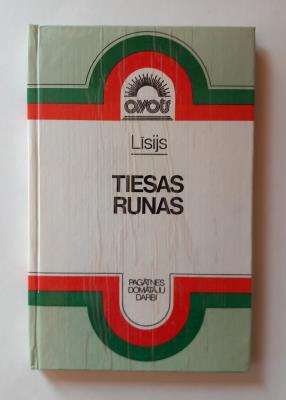 avots
Līsijs
TIESAS
RUNAS
PAGĀTNES
DOMĀTĀJU
DARBI